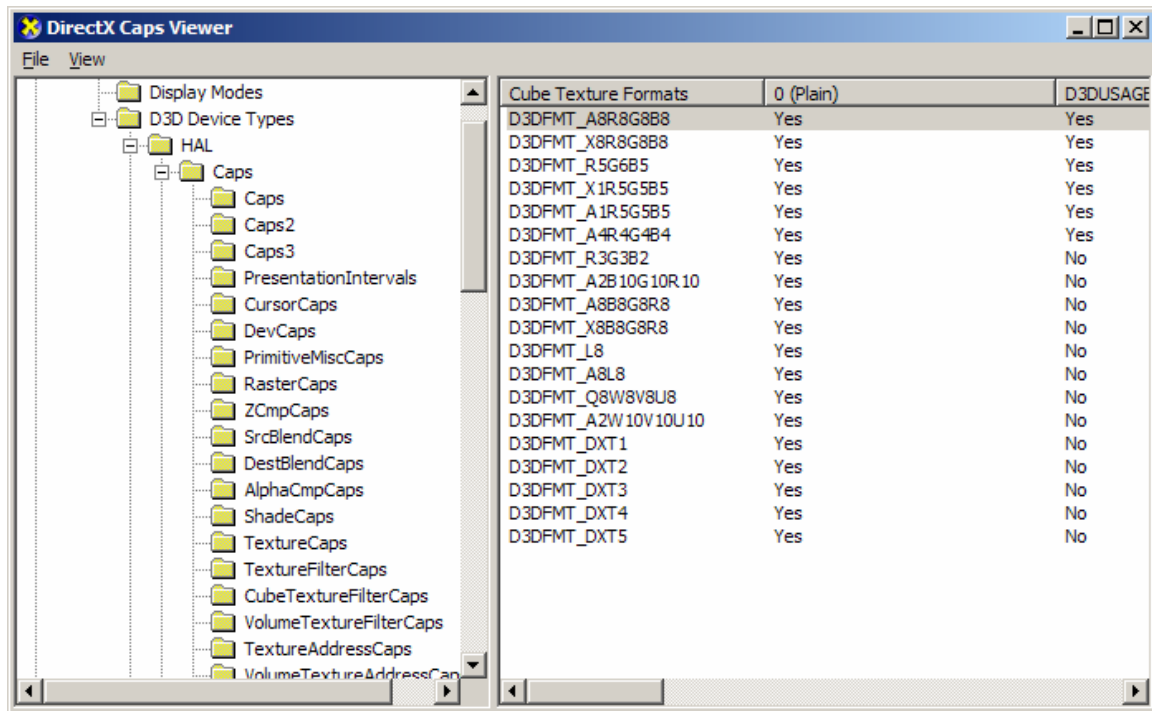 DirectX Caps Viewer
File View
Display Modes
D3D Device Types
HAL
Caps
Caps
Caps2
Caps3
PresentationIntervals
CursorCaps
DevCaps
PrimitiveMiscCaps
RasterCaps
ZCmpCaps
SrcBlendCaps
DestBlendCaps
AlphaCmpCaps
ShadeCaps
TextureCaps
TextureFilterCaps
CubeTextureFilterCaps
VolumeTextureFilterCaps
TextureAddressCaps
VolumeTextureAddressCap
Cube Texture Formats 0 (Plain) D3DUSAGE
D3DFMT_A8R8G8B8 Yes Yes
D3DFMT_X8R8G8B8 Yes Yes
D3DFMT_R5G6B5 Yes Yes
D3DFMT_X1R5G5B5 Yes Yes
D3DFMT_A1R5G5B5 Yes Yes
D3DFMT_A4R4G4B4 Yes Yes
D3DFMT_R3G3B2 Yes No
D3DFMT_A2B10G10R10 Yes No
D3DFMT_A8B8G8R8 Yes No
D3DFMT_X8B8G8R8 Yes No
D3DFMT_L8 Yes No
D3DFMT_A8L8 Yes No
D3DFMT_Q8W8V8U8 Yes No
D3DFMT_A2W10V10U10 Yes No
D3DFMT_DXT1 Yes No
D3DFMT_DXT2 Yes No
D3DFMT_DXT3 Yes No
D3DFMT_DXT4 Yes No
D3DFMT_DXT5 Yes No